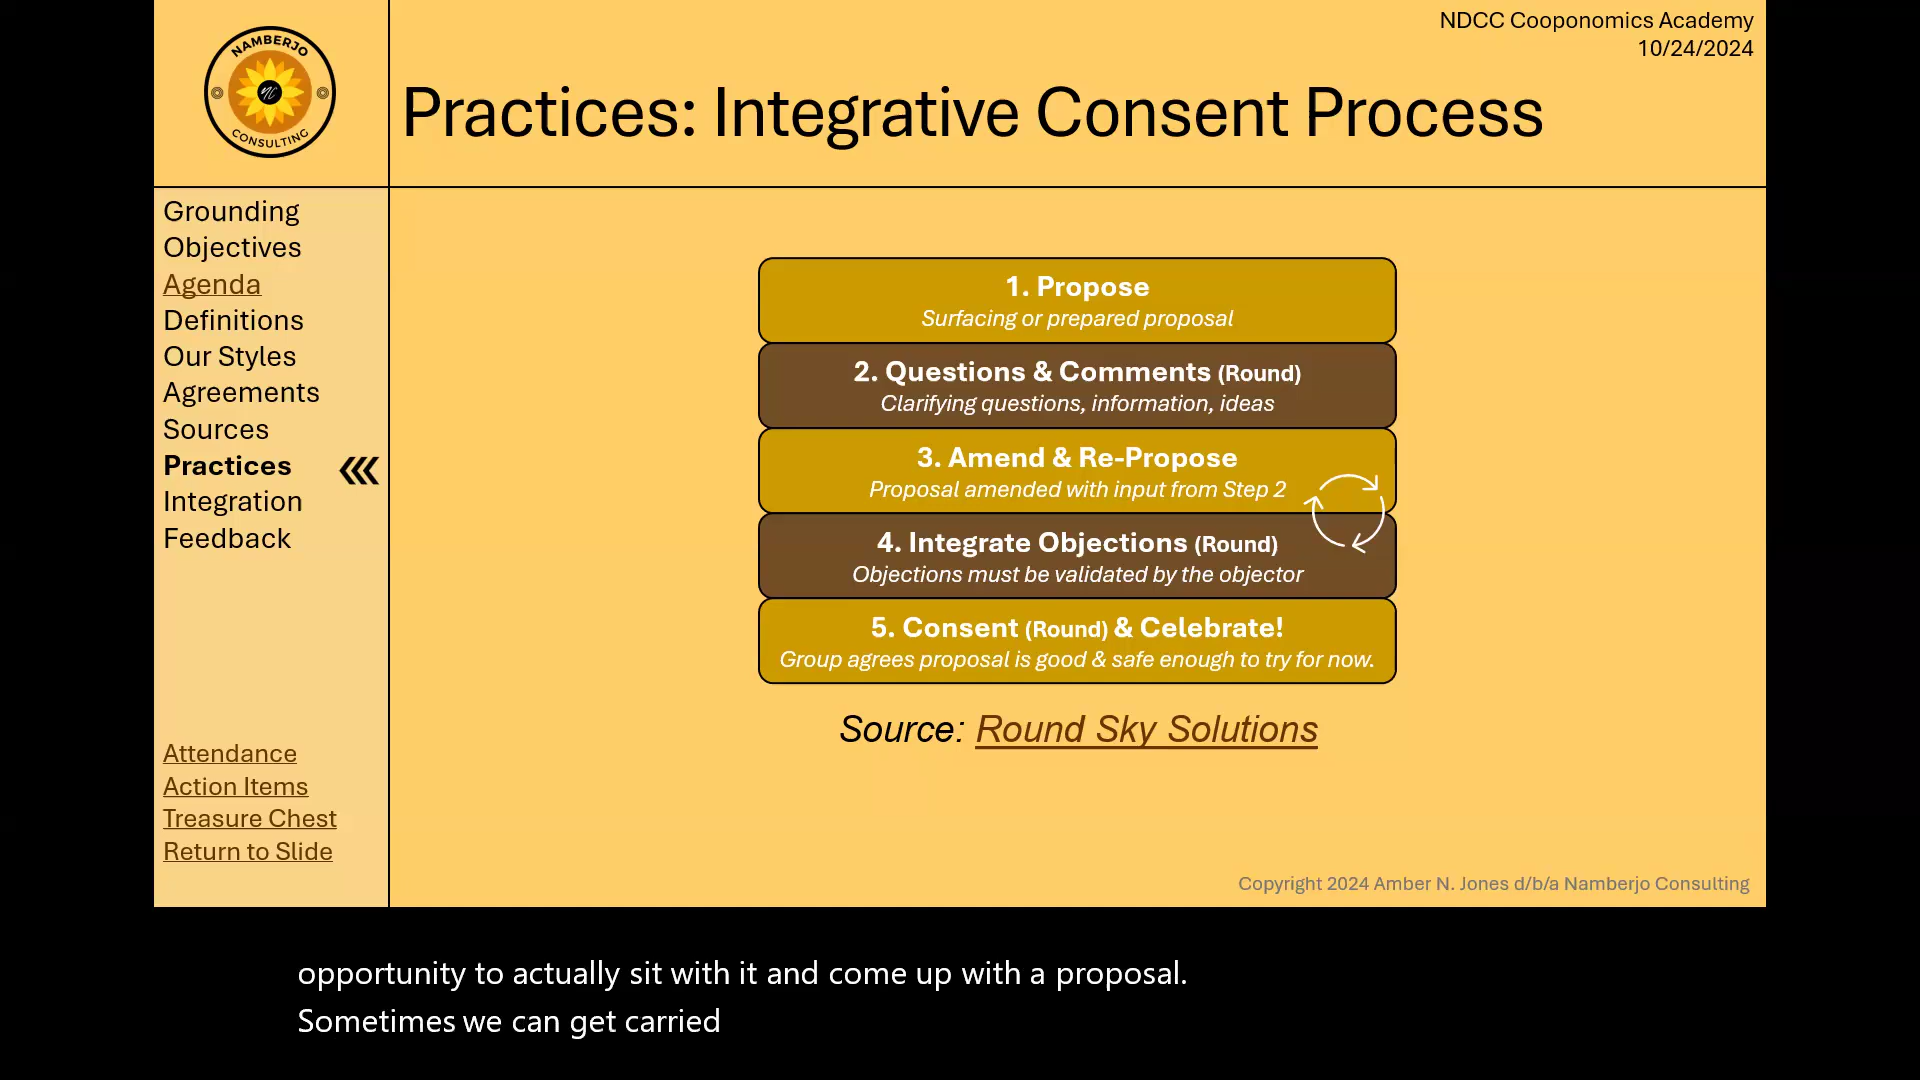 NAMBERJO
CONSULTING
NDCC Cooponomics Academy
10/24/2024
Practices: Integrative Consent Process
Grounding
Objectives
Agenda
Definitions
Our Styles
Agreements
Sources
Practices
Integration
Feedback
Attendance
Action Items
Treasure Chest
Return to Slide
1. Propose
Surfacing or prepared proposal
2. Questions & Comments (Round)
Clarifying questions, information, ideas
3. Amend & Re-Propose
Proposal amended with input from Step 2
4. Integrate Objections (Round)
Objections must be validated by the objector
5. Consent (Round) & Celebrate!
Group agrees proposal is good & safe enough to try for now.
Source: Round Sky Solutions
Copyright 2024 Amber N. Jones d/b/a Namberjo Consulting
opportunity to actually sit with it and come up with a proposal.
Sometimes we can get carried